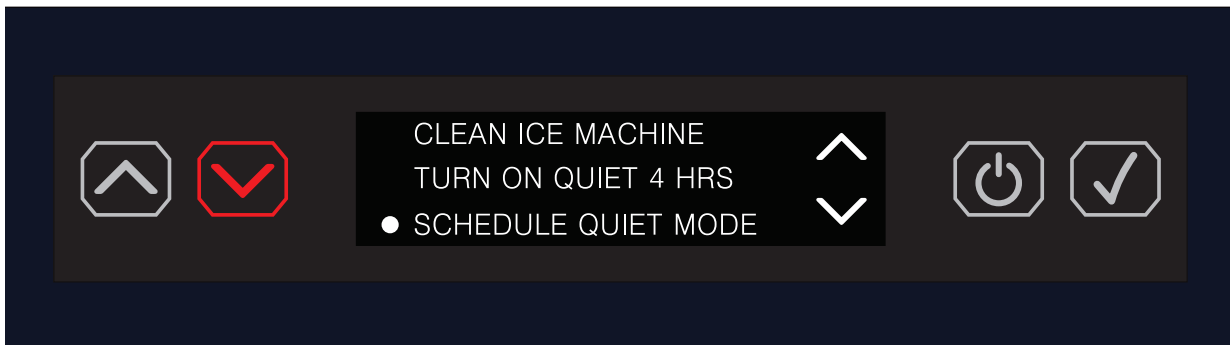 CLEAN ICE MACHINE
TURN ON QUIET 4 HRS
SCHEDULE QUIET MODE